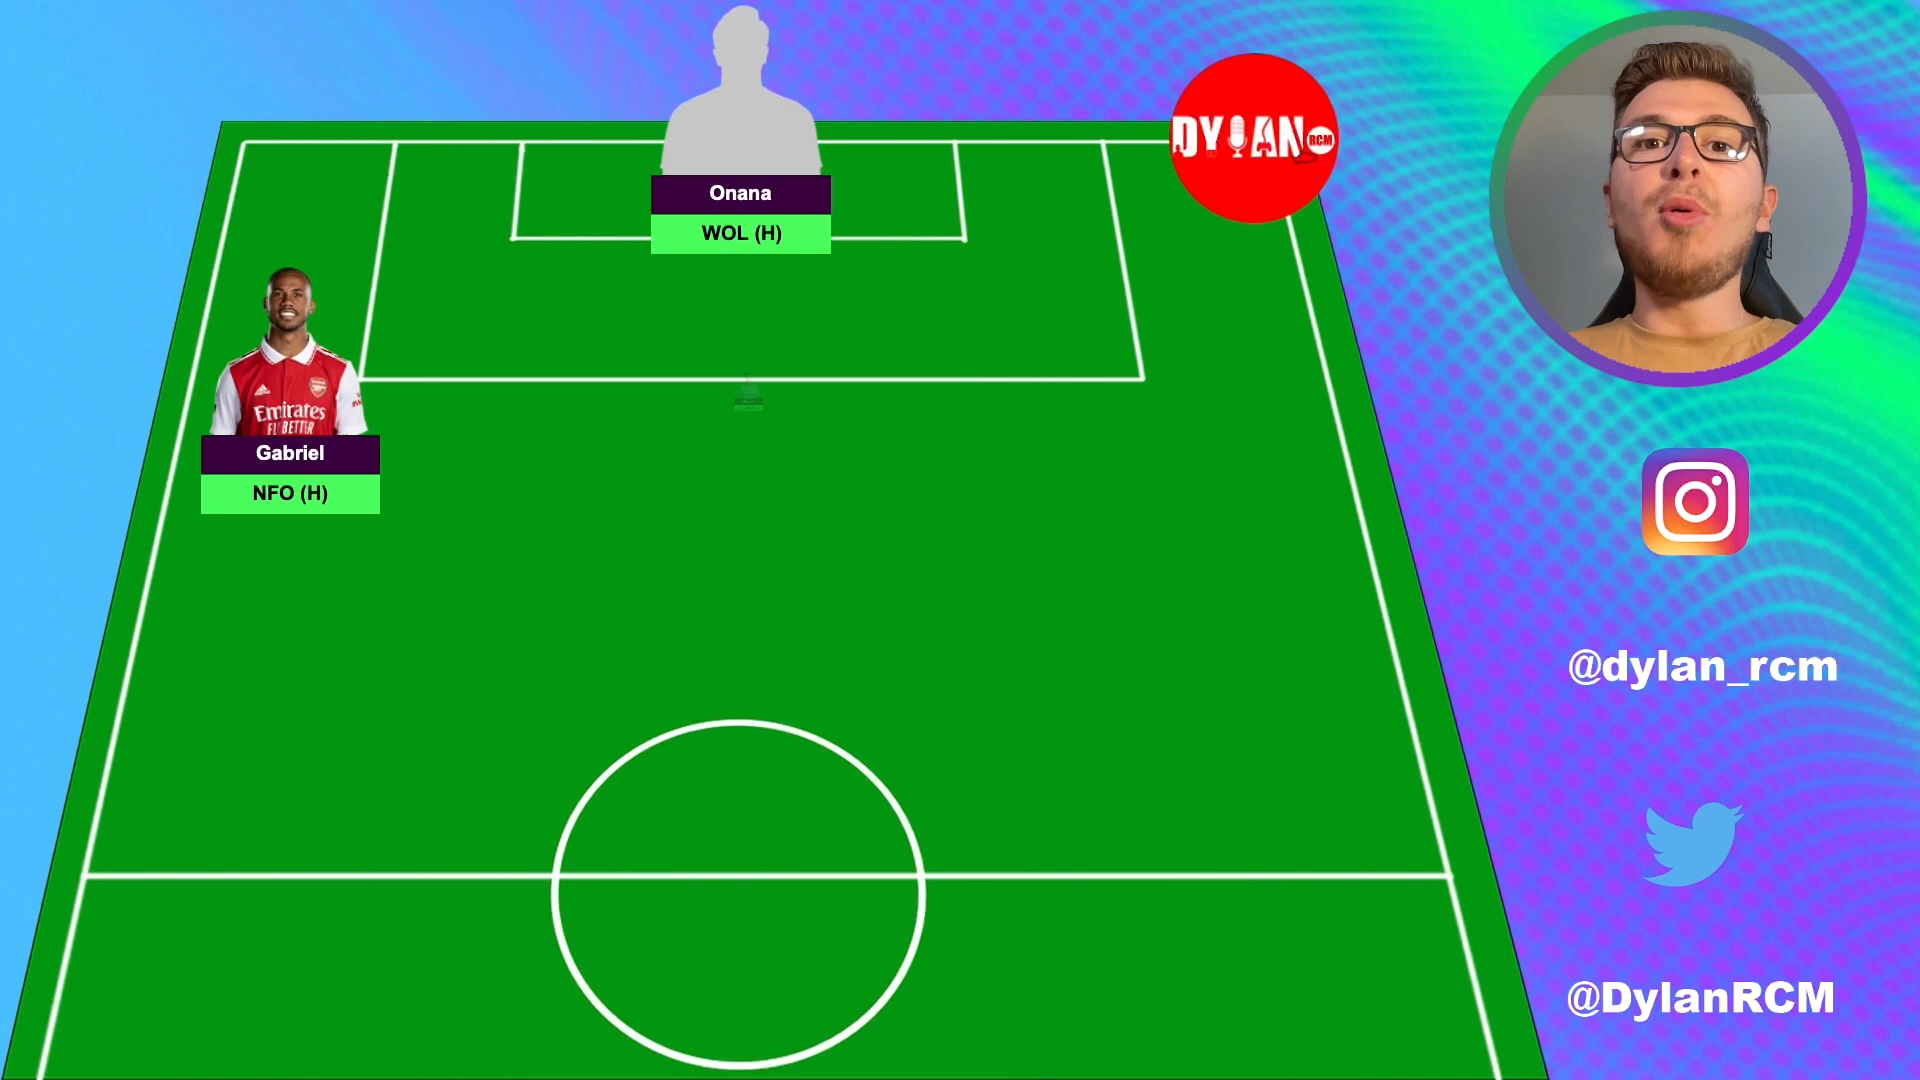 Onana
WOL (H)
DYLAN
RCM
Emirates
FLY BETTER
Gabriel
NFO (H)
@dylan_rcm
@DylanRCM